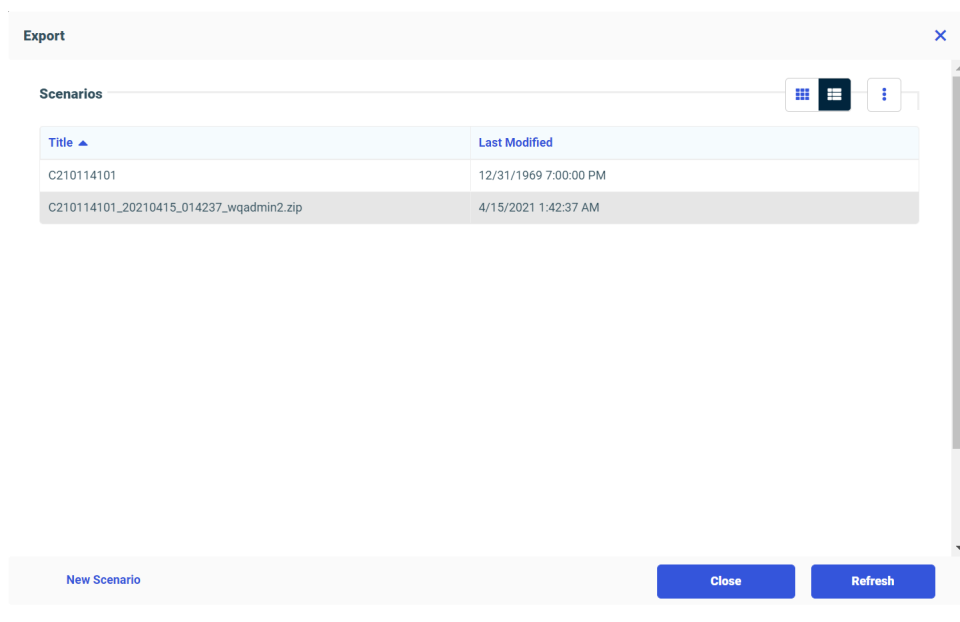 Export
Scenarios
Title Last Modified
C210114101 12/31/1969 7:00:00 PM
C210114101_20210415_014237_wqadmin2.zip 4/15/2021 1:42:37 AM
New Scenario Close Refresh